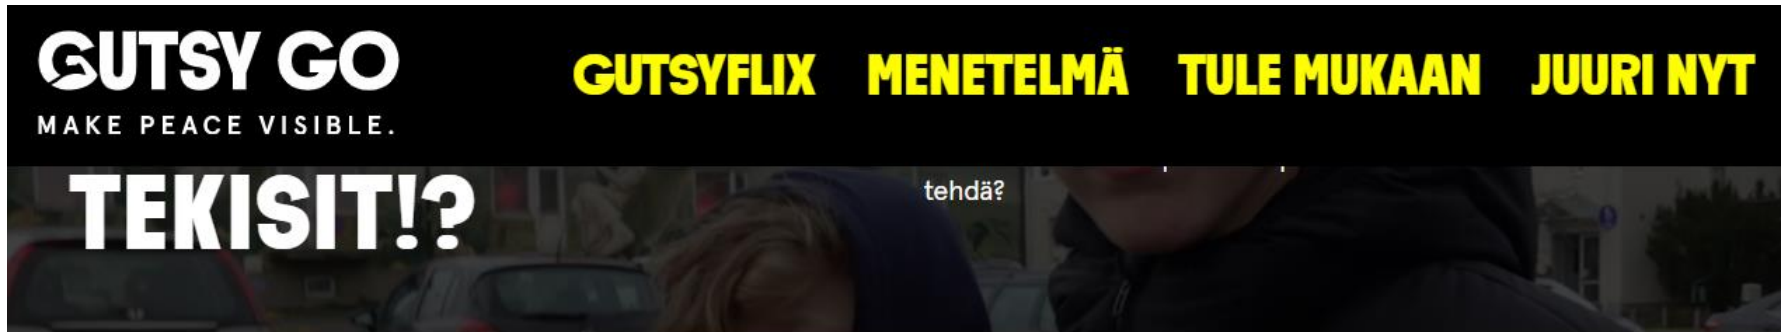 GUTSY GO
MAKE PEACE VISIBLE.
GUTSYFLIX MENETELMÄ TULE MUKAAN JUURI NYT
TEKISIT!?
tehdä?